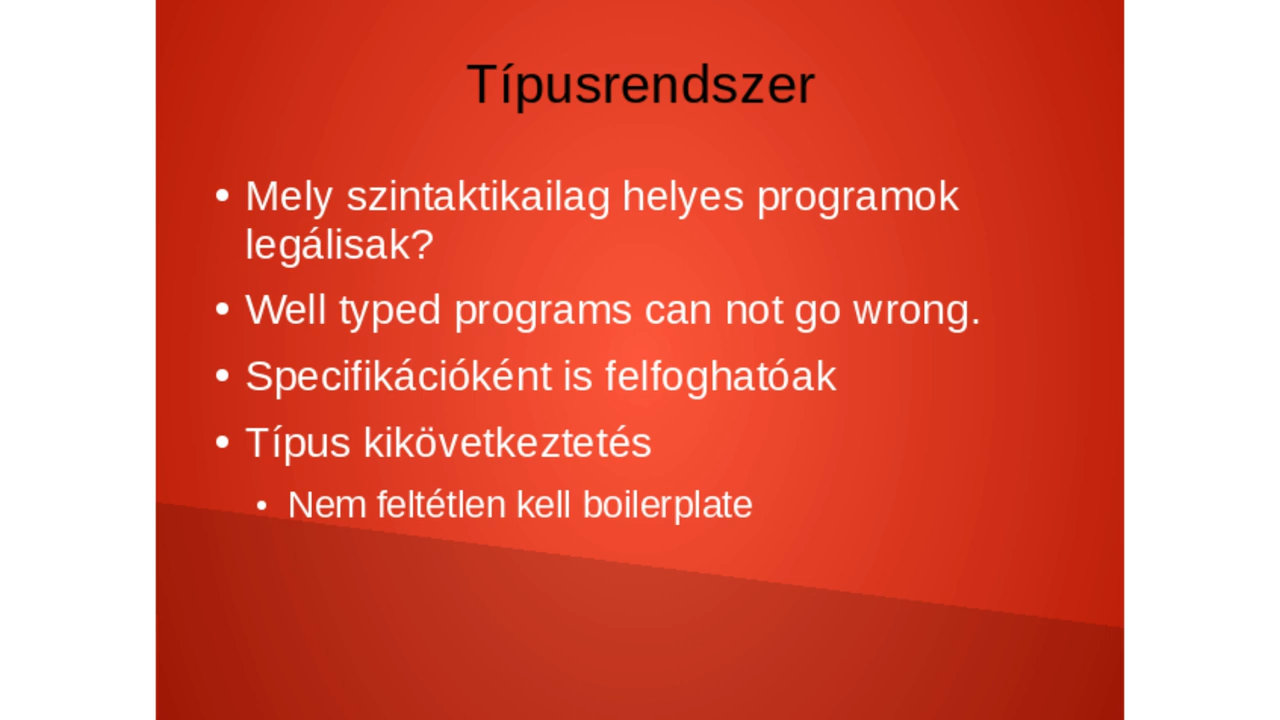 Típusrendszer
• Mely szintaktikailag helyes programok
legálisak?
• Well typed programs can not go wrong.
• Specifikációként is felfoghatóak
• Típus kikövetkeztetés
• Nem feltétlen kell boilerplate